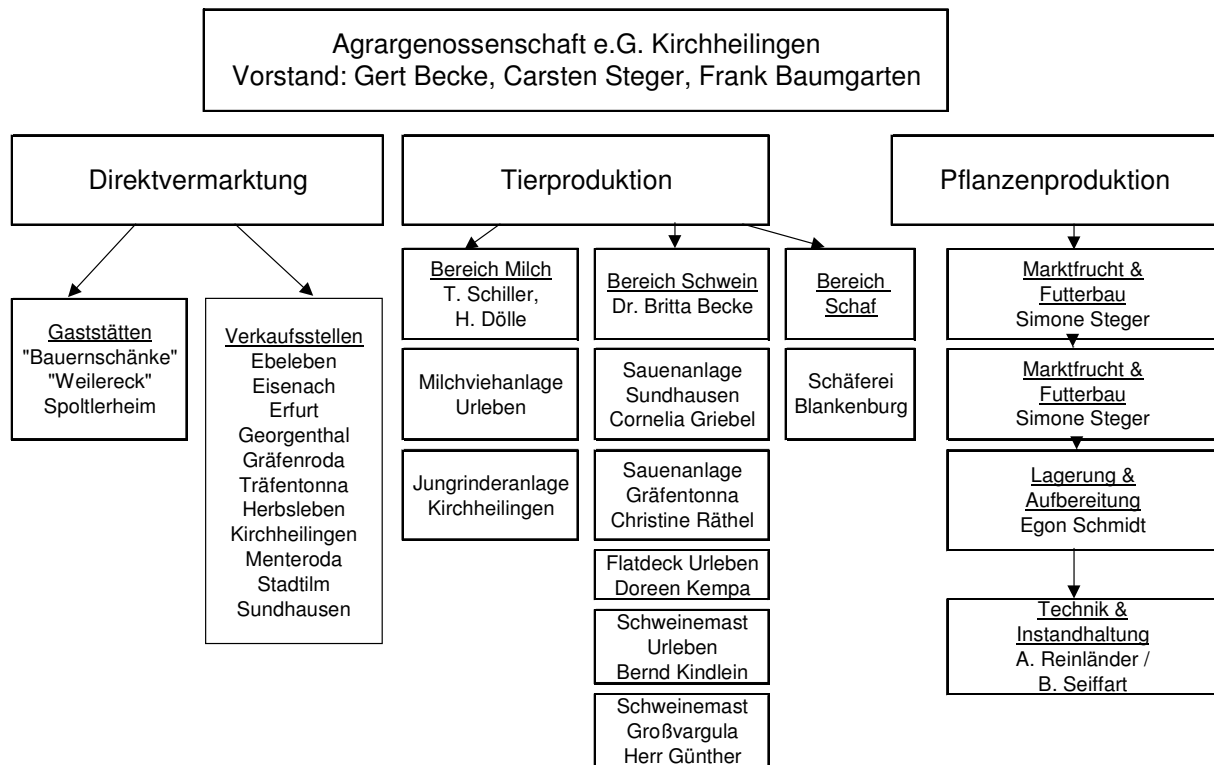 Agrargenossenschaft e.G. Kirchheilingen
Vorstand: Gert Becke, Carsten Steger, Frank Baumgarten
Direktvermarktung
Gaststätten
"Bauernschänke"
"Weilereck"
Spoltlerheim
Verkaufsstellen
Ebeleben
Eisenach
Erfurt
Georgenthal
Gräfenroda
Träfentonna
Herbsleben
Kirchheilingen
Menteroda
Stadtilm
Sundhausen
Tierproduktion
Bereich Milch
T. Schiller,
H. Dölle
Milchviehanlage
Urleben
Jungrinderanlage
Kirchheilingen
Bereich Schwein
Dr. Britta Becke
Sauenanlage
Sundhausen
Cornelia Griebel
Sauenanlage
Gräfentonna
Christine Räthel
Flatdeck Urleben
Doreen Kempa
Schweinemast
Urleben
Bernd Kindlein
Schweinemast
Großvargula
Herr Günther
Bereich
Schaf
Schäferei
Blankenburg
Pflanzenproduktion
Marktfrucht &
Futterbau
Simone Steger
Marktfrucht &
Futterbau
Simone Steger
Lagerung &
Aufbereitung
Egon Schmidt
Technik &
Instandhaltung
A. Reinländer /
B. Seiffart